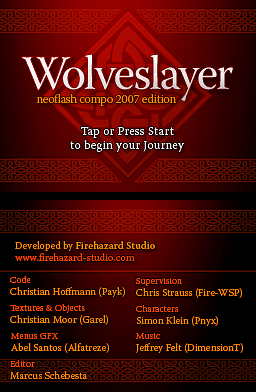 Wolveslayer
neoflash compo 2007 edition
Tap or Press Start
to begin your Journey
Developed by Firehazard Studio
www.firehazard-studio.com
Code
Christian Hoffmann (Payk)
Supervision
Chris Strauss (Fire-WSP)
Textures & Objects
Christian Moor (Garel)
Characters
Simon Klein (Pnyx)
Menus GFX
Abel Santos (Alfatreze)
Music
Jeffrey Felt (DimensionT)
Editor
Marcus Schebesta